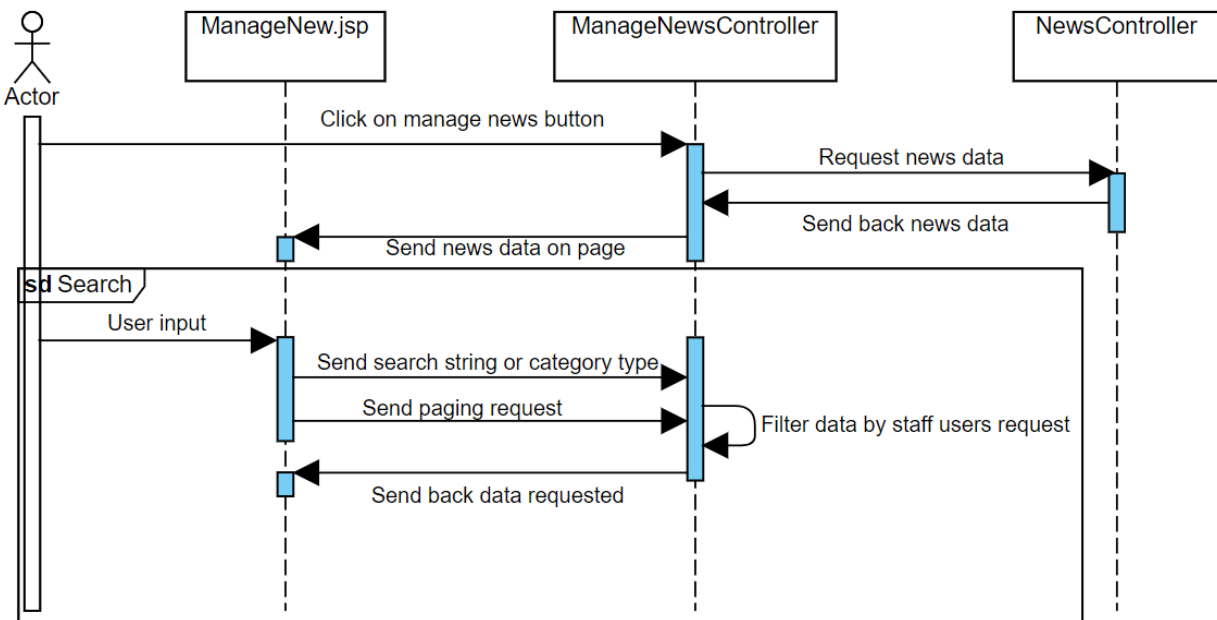 ManageNew.jsp
ManageNewsController
NewsController
Actor
Click on manage news button
Request news data
Send back news data
Send news data on page
sd Search
User input
Send search string or category type
Send paging request
Filter data by staff users request
Send back data requested